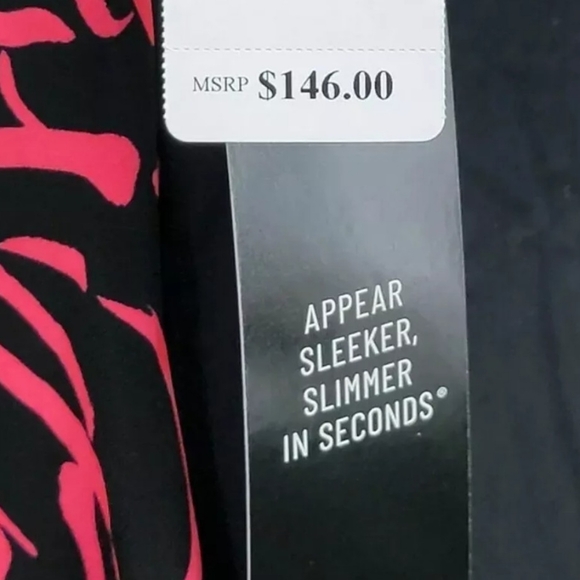 MSRP $146.00
APPEAR
SLEEKER,
SLIMMER
IN SECONDS®